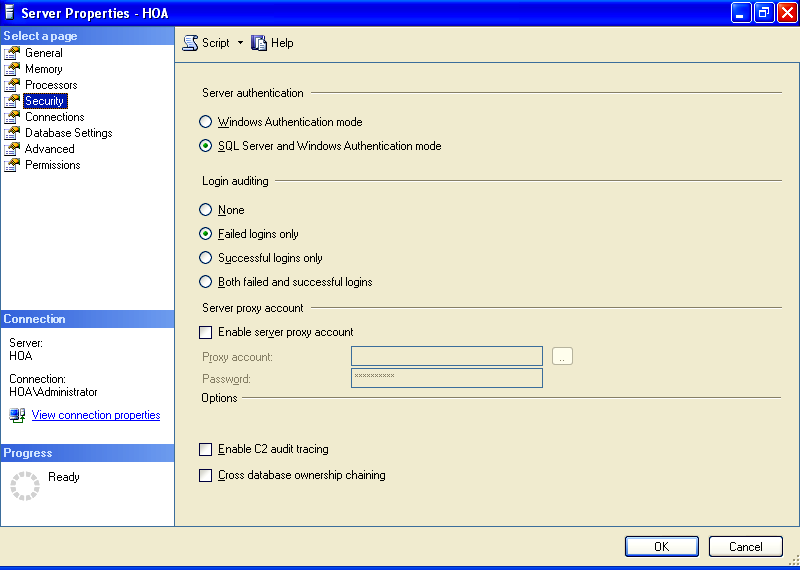 Server Properties - HOA
Select a page
General
Memory
Processors
Security
Connections
Database Settings
Advanced
Permissions
Connection
Server:
HOA
Connection:
HOA\Administrator
View connection properties
Progress
Ready
Script
Help
Server authentication
Windows Authentication mode
SQL Server and Windows Authentication mode
Login auditing
None
Failed logins only
Successful logins only
Both failed and successful logins
Server proxy account
Enable server proxy account
Proxy account:
..
Password:
**********
Options
Enable C2 audit tracing
Cross database ownership chaining
OK
Cancel